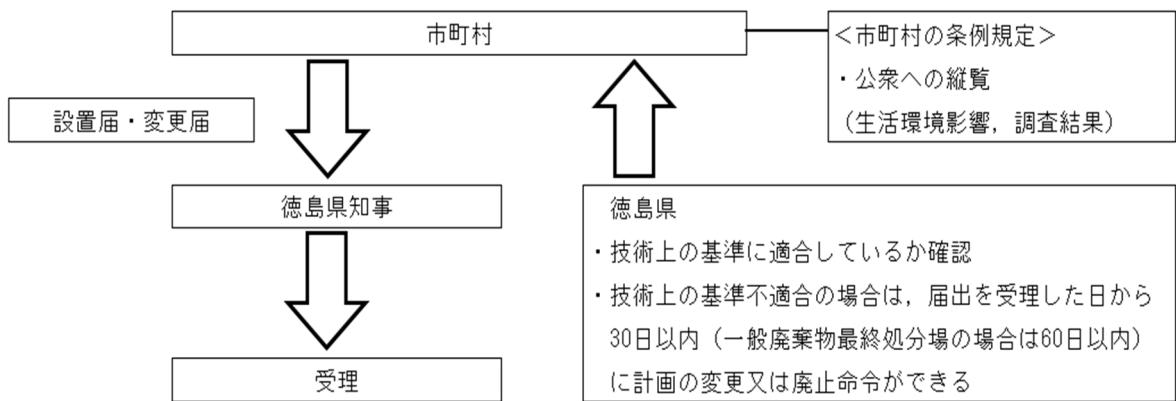 市町村
<市町村の条例規定>
・公衆への縦覧
(生活環境影響,調査結果)
設置届・変更届
徳島県知事
受理
徳島県
・技術上の基準に適合しているか確認
・技術上の基準不適合の場合は,届出を受理した日から
30日以内(一般廃棄物最終処分場の場合は60日以内)
に計画の変更又は廃止命令ができる